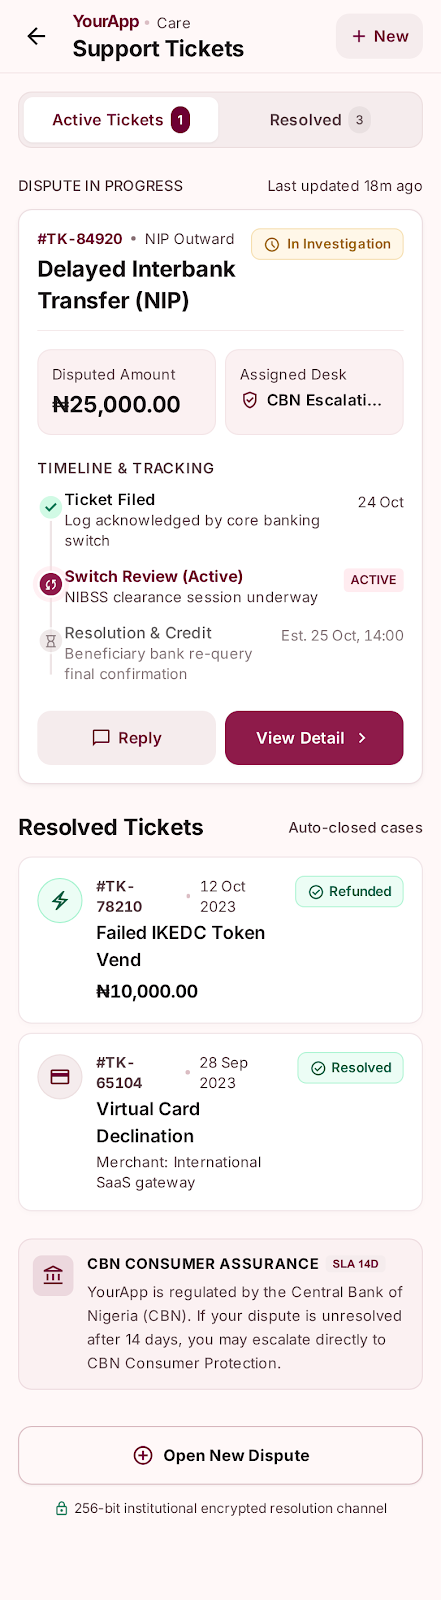 YourApp • Care
Support Tickets
+ New
Active Tickets 1
Resolved 3
DISPUTE IN PROGRESS
Last updated 18m ago
#TK-84920 • NIP Outward
In Investigation
Delayed Interbank
Transfer (NIP)
Disputed Amount
₦25,000.00
Assigned Desk
CBN Escalati...
TIMELINE & TRACKING
Ticket Filed
24 Oct
Log acknowledged by core banking
switch
Switch Review (Active)
ACTIVE
NIBSS clearance session underway
Resolution & Credit
Est. 25 Oct, 14:00
Beneficiary bank re-query
final confirmation
Reply
View Detail
Resolved Tickets
Auto-closed cases
#TK-
78210
• 12 Oct
2023
Refunded
Failed IKEDC Token
Vend
₦10,000.00
#TK-
65104
• 28 Sep
2023
Resolved
Virtual Card
Declination
Merchant: International
SaaS gateway
CBN CONSUMER ASSURANCE SLA 14D
YourApp is regulated by the Central Bank of
Nigeria (CBN). If your dispute is unresolved
after 14 days, you may escalate directly to
CBN Consumer Protection.
Open New Dispute
256-bit institutional encrypted resolution channel